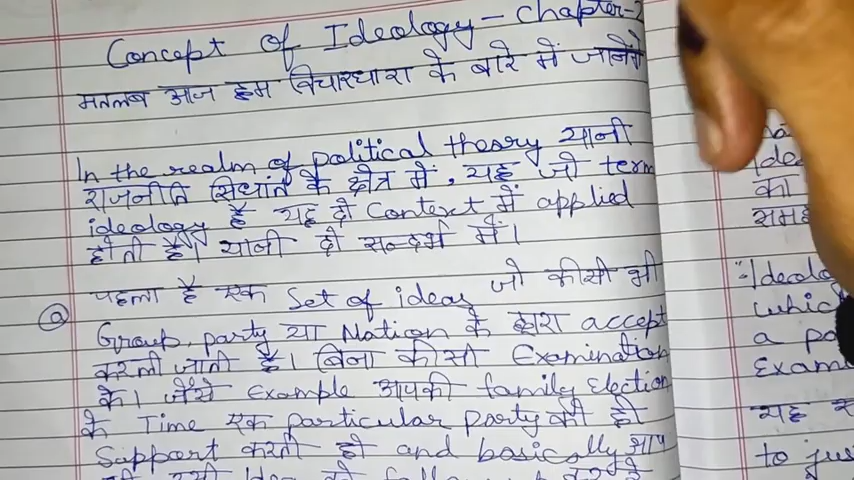 Concept of Ideology - Chapter-2
मतलब आज हम विचारधारा के बारे में जानेंगे
In the realm of political theory यानी
राजनीति सिधांत के क्षेत्र में, यह जो term
ideology है यह दो Context में applied
होती है। यानी दो सन्दर्भ में।
पहला है एक Set of ideas जो कीसी भी
@ Group, party या Nation के द्वारा accept
करली जाती है। बिना कीसी Examination
के। जैसे Example आपकी family Election
के Time एक particular party को ही
Support करती हो and basically आप
का
"Ideolo
which
a po
Exam
यह
to jus